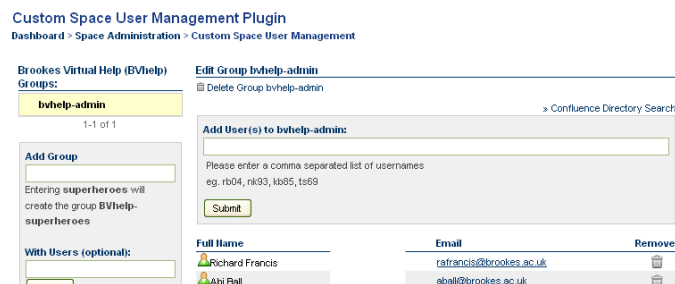 Custom Space User Management Plugin
Dashboard > Space Administration > Custom Space User Management
Brookes Virtual Help (BVhelp)
Groups:
bvhelp-admin
1-1 of 1
Add Group
Entering superheroes will
create the group BVhelp-
superheroes
With Users (optional):
Edit Group bvhelp-admin
Delete Group bvhelp-admin
» Confluence Directory Search
Add User(s) to bvhelp-admin:
Please enter a comma separated list of usernames
eg. rb04, nk93, kb85, ts69
Submit
Full Name Email Remove
Richard Francis rafrancis@brookes.ac.uk
Abi Ball aball@brookes.ac.uk